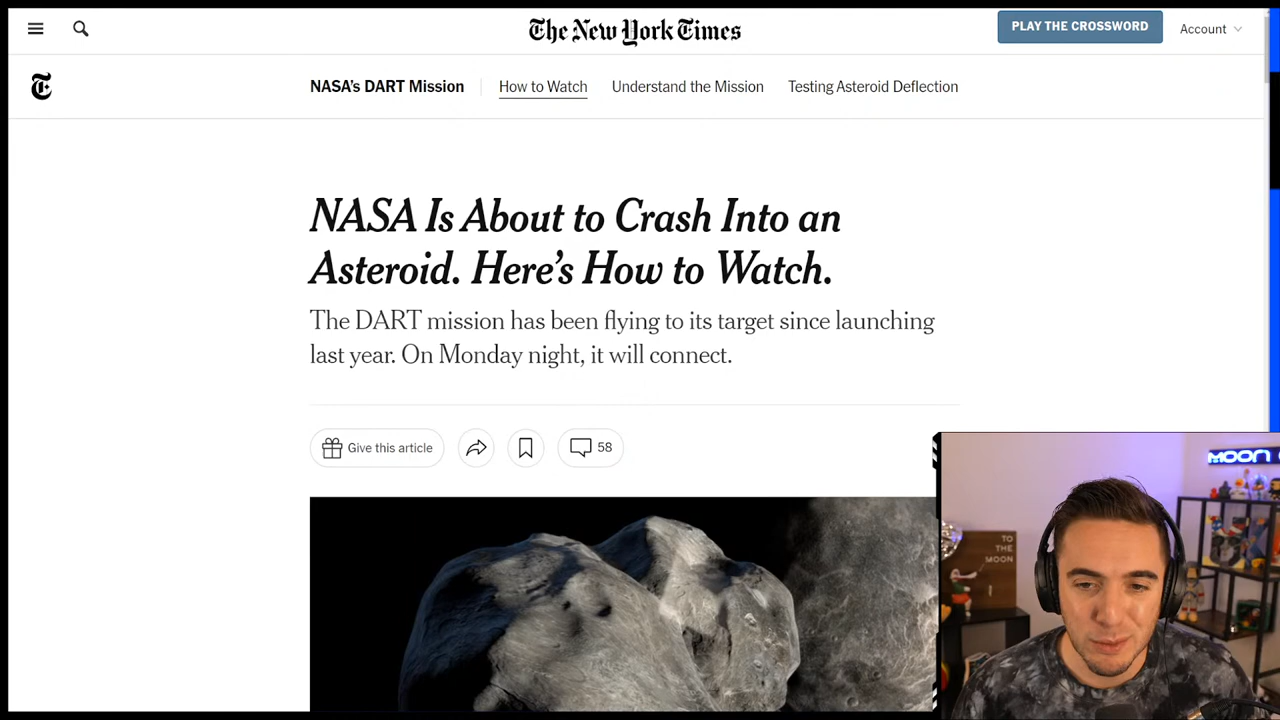 The New York Times
PLAY THE CROSSWORD
Account
NASA's DART Mission
How to Watch
Understand the Mission
Testing Asteroid Deflection
NASA Is About to Crash Into an
Asteroid. Here's How to Watch.
The DART mission has been flying to its target since launching
last year. On Monday night, it will connect.
Give this article
58
MOON
TO
THE
MOON